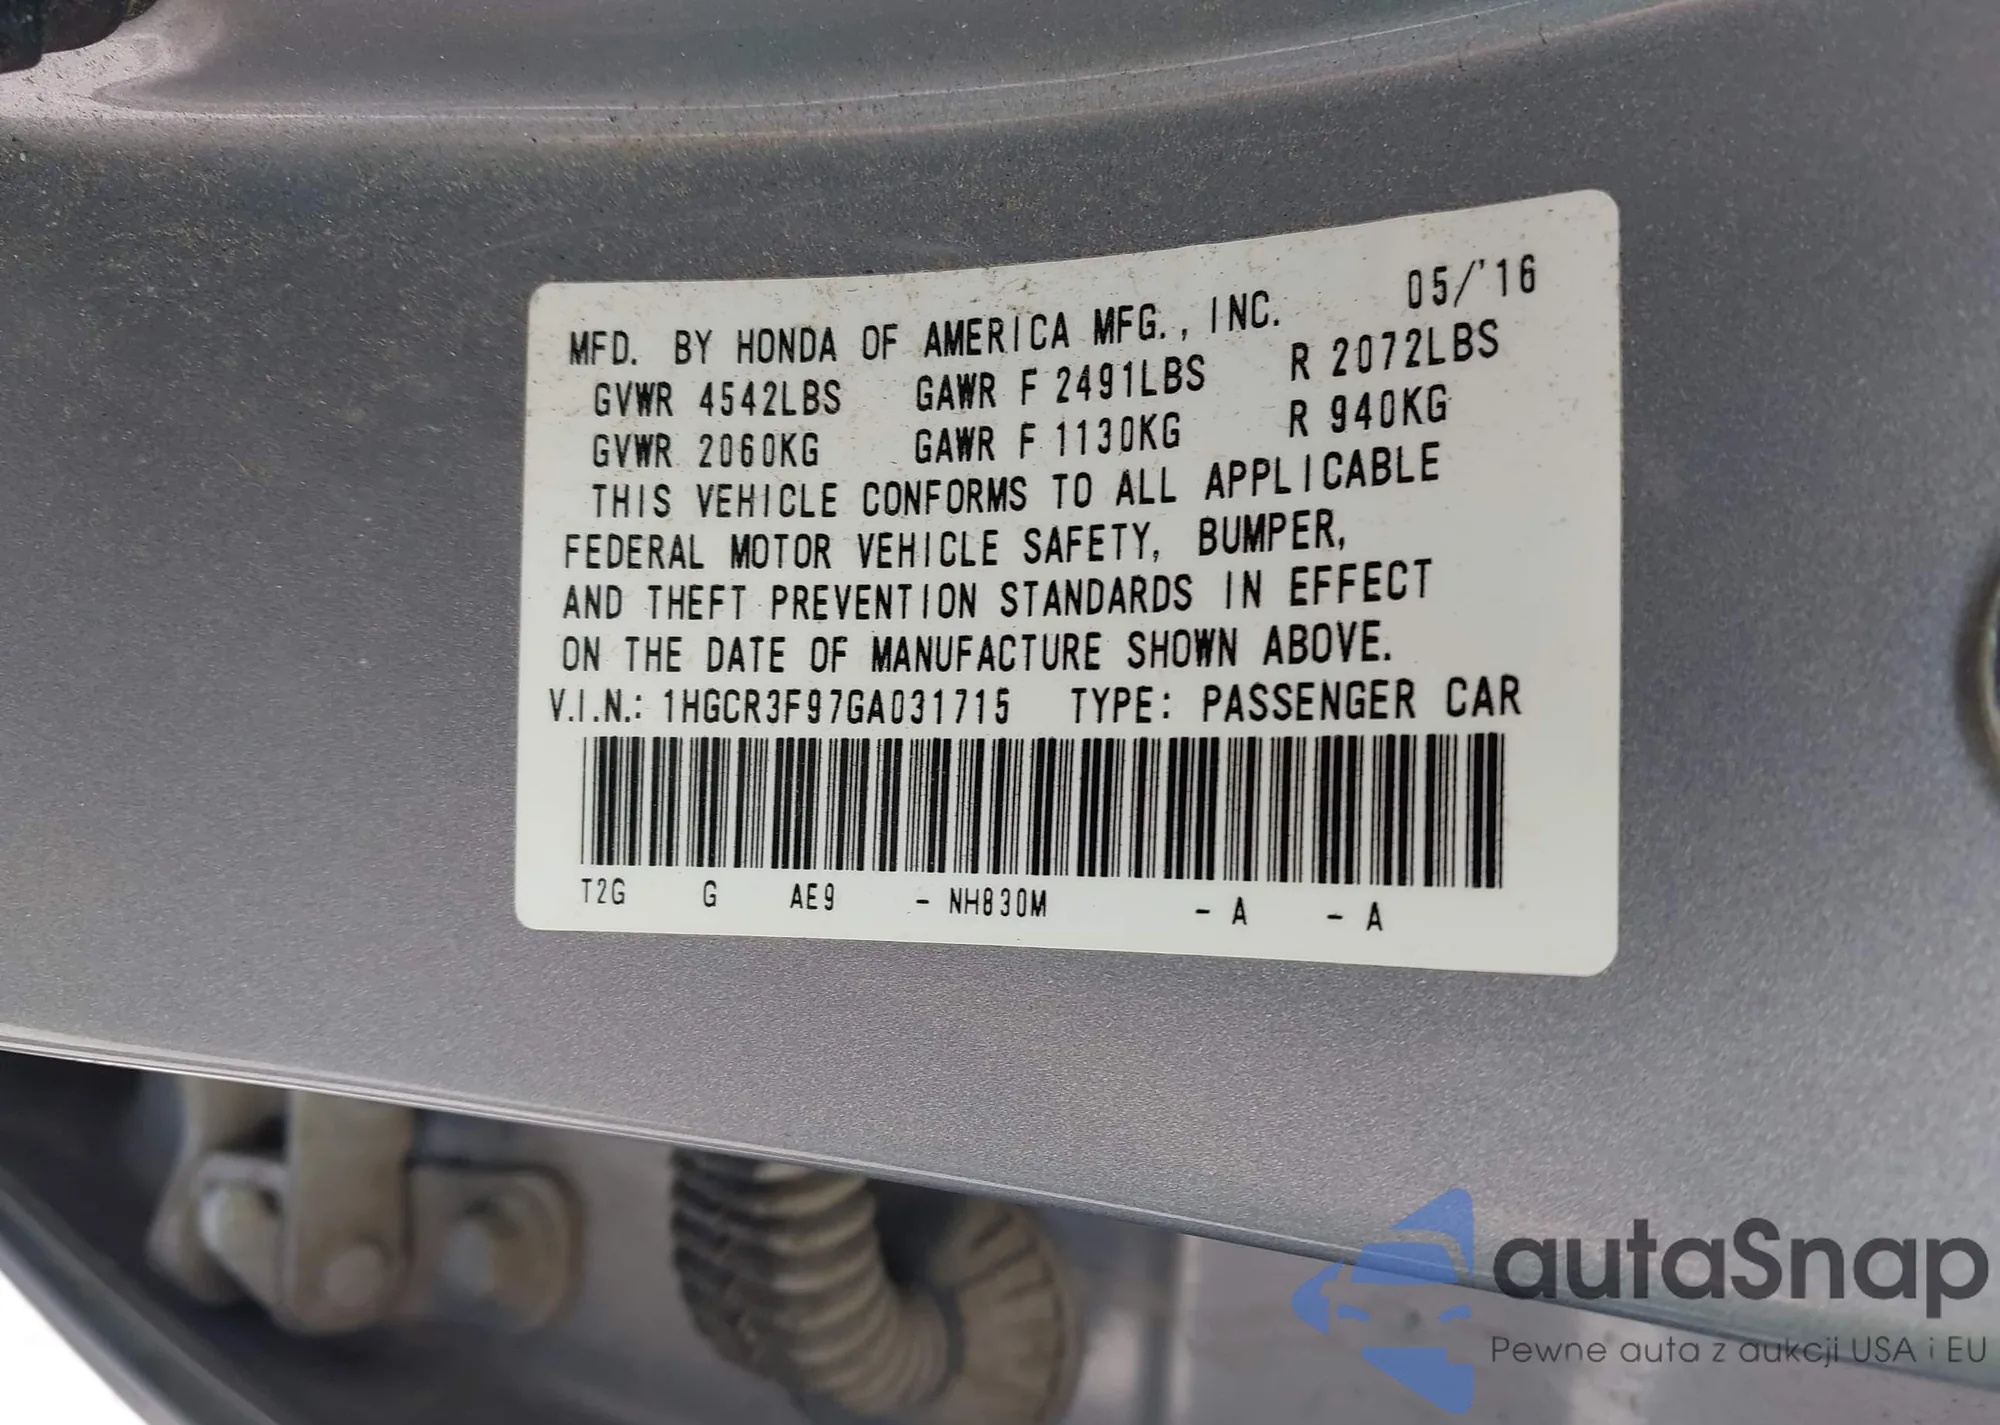 05/'16
MFD. BY HONDA OF AMERICA MFG., INC.
GVWR 4542LBS GAWR F 2491LBS R 2072LBS
GVWR 2060KG GAWR F 1130KG R 940KG
THIS VEHICLE CONFORMS TO ALL APPLICABLE
FEDERAL MOTOR VEHICLE SAFETY, BUMPER,
AND THEFT PREVENTION STANDARDS IN EFFECT
ON THE DATE OF MANUFACTURE SHOWN ABOVE.
V.I.N.: 1HGCR3F97GA031715 TYPE: PASSENGER CAR
T2G G AE9 - NH830M - A - A
autaSnap
Pewne auta z aukcji USA i EU